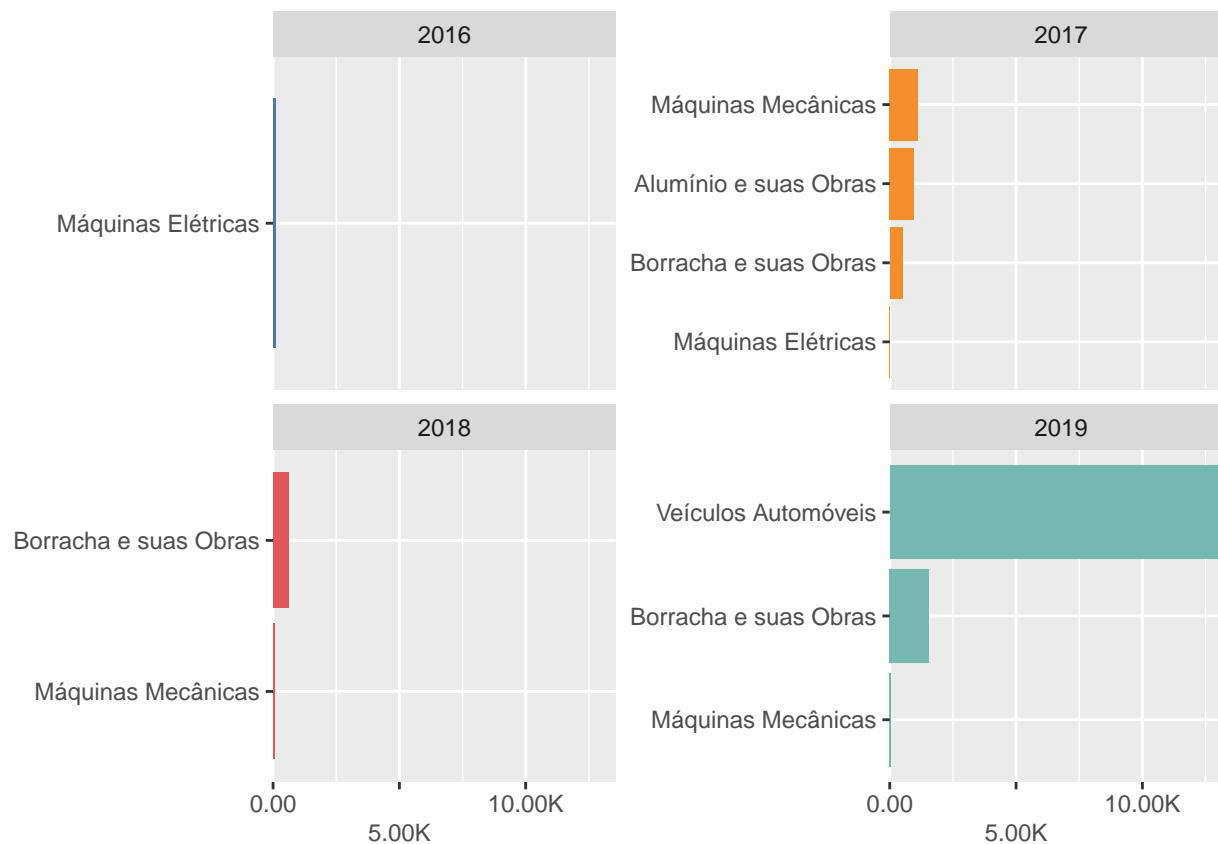 2016
Máquinas Elétricas
2017
Máquinas Mecânicas
Alumínio e suas Obras
Borracha e suas Obras
Máquinas Elétricas
2018
Borracha e suas Obras
Máquinas Mecânicas
0.00
5.00K
10.00K
2019
Veículos Automóveis
Borracha e suas Obras
Máquinas Mecânicas
0.00
5.00K
10.00K